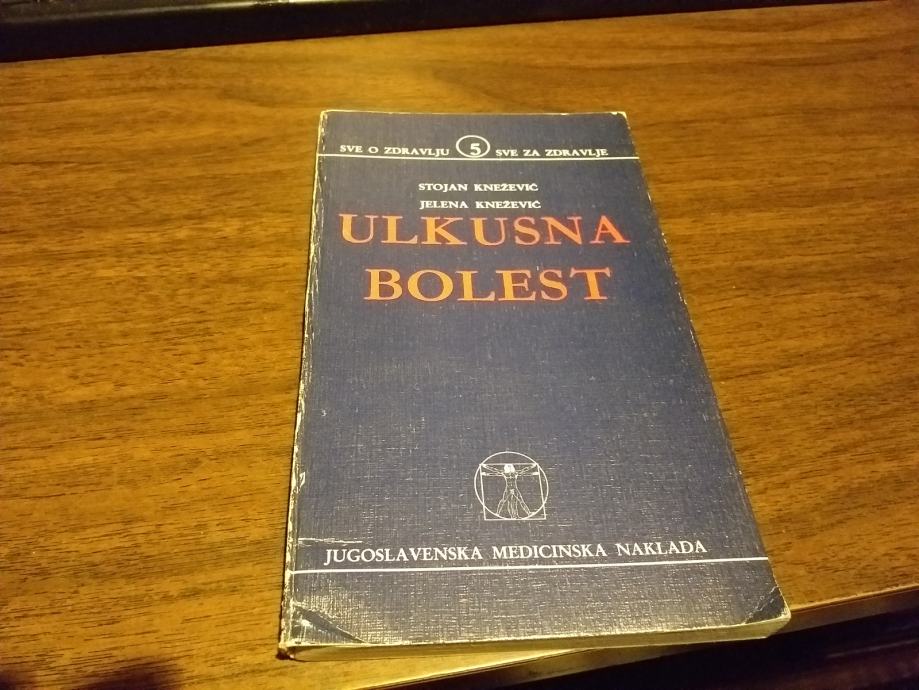 SVE O ZDRAVLJU 5 SVE ZA ZDRAVLJE
STOJAN KNEŽEVIĆ
JELENA KNEŽEVIĆ
ULKUSNA
BOLEST
JUGOSLAVENSKA MEDICINSKA NAKLADA